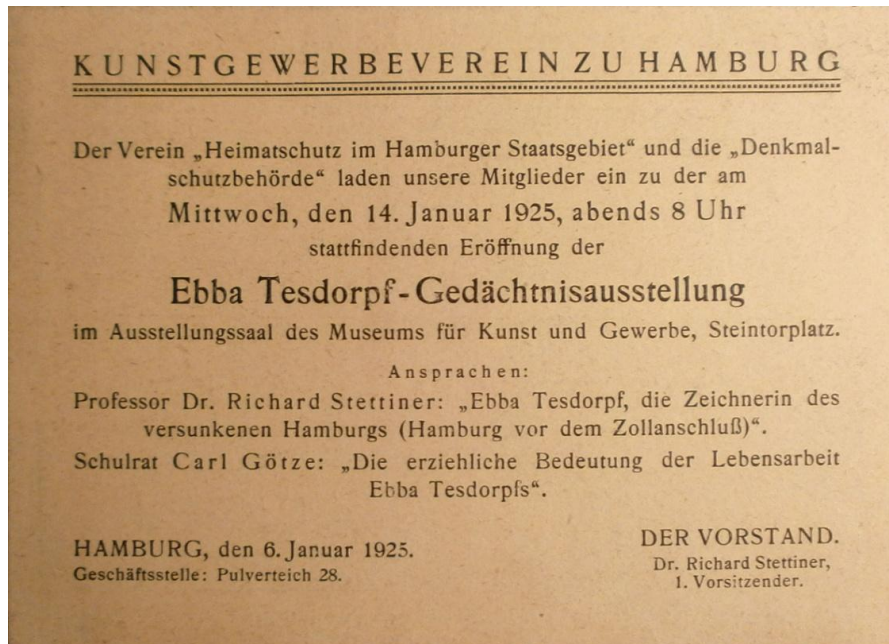 KUNSTGEWERBEVEREIN ZU HAMBURG
Der Verein „Heimatschutz im Hamburger Staatsgebiet“ und die „Denkmal-
schutzbehörde“ laden unsere Mitglieder ein zu der am
Mittwoch, den 14. Januar 1925, abends 8 Uhr
stattfindenden Eröffnung der
Ebba Tesdorpf-Gedächtnisausstellung
im Ausstellungssaal des Museums für Kunst und Gewerbe, Steintorplatz.
Ansprachen:
Professor Dr. Richard Stettiner: „Ebba Tesdorpf, die Zeichnerin des
versunkenen Hamburgs (Hamburg vor dem Zollanschluß)“.
Schulrat Carl Götze: „Die erziehliche Bedeutung der Lebensarbeit
Ebba Tesdorpfs“.
HAMBURG, den 6. Januar 1925.
Geschäftsstelle: Pulverteich 28.
DER VORSTAND.
Dr. Richard Stettiner,
1. Vorsitzender.